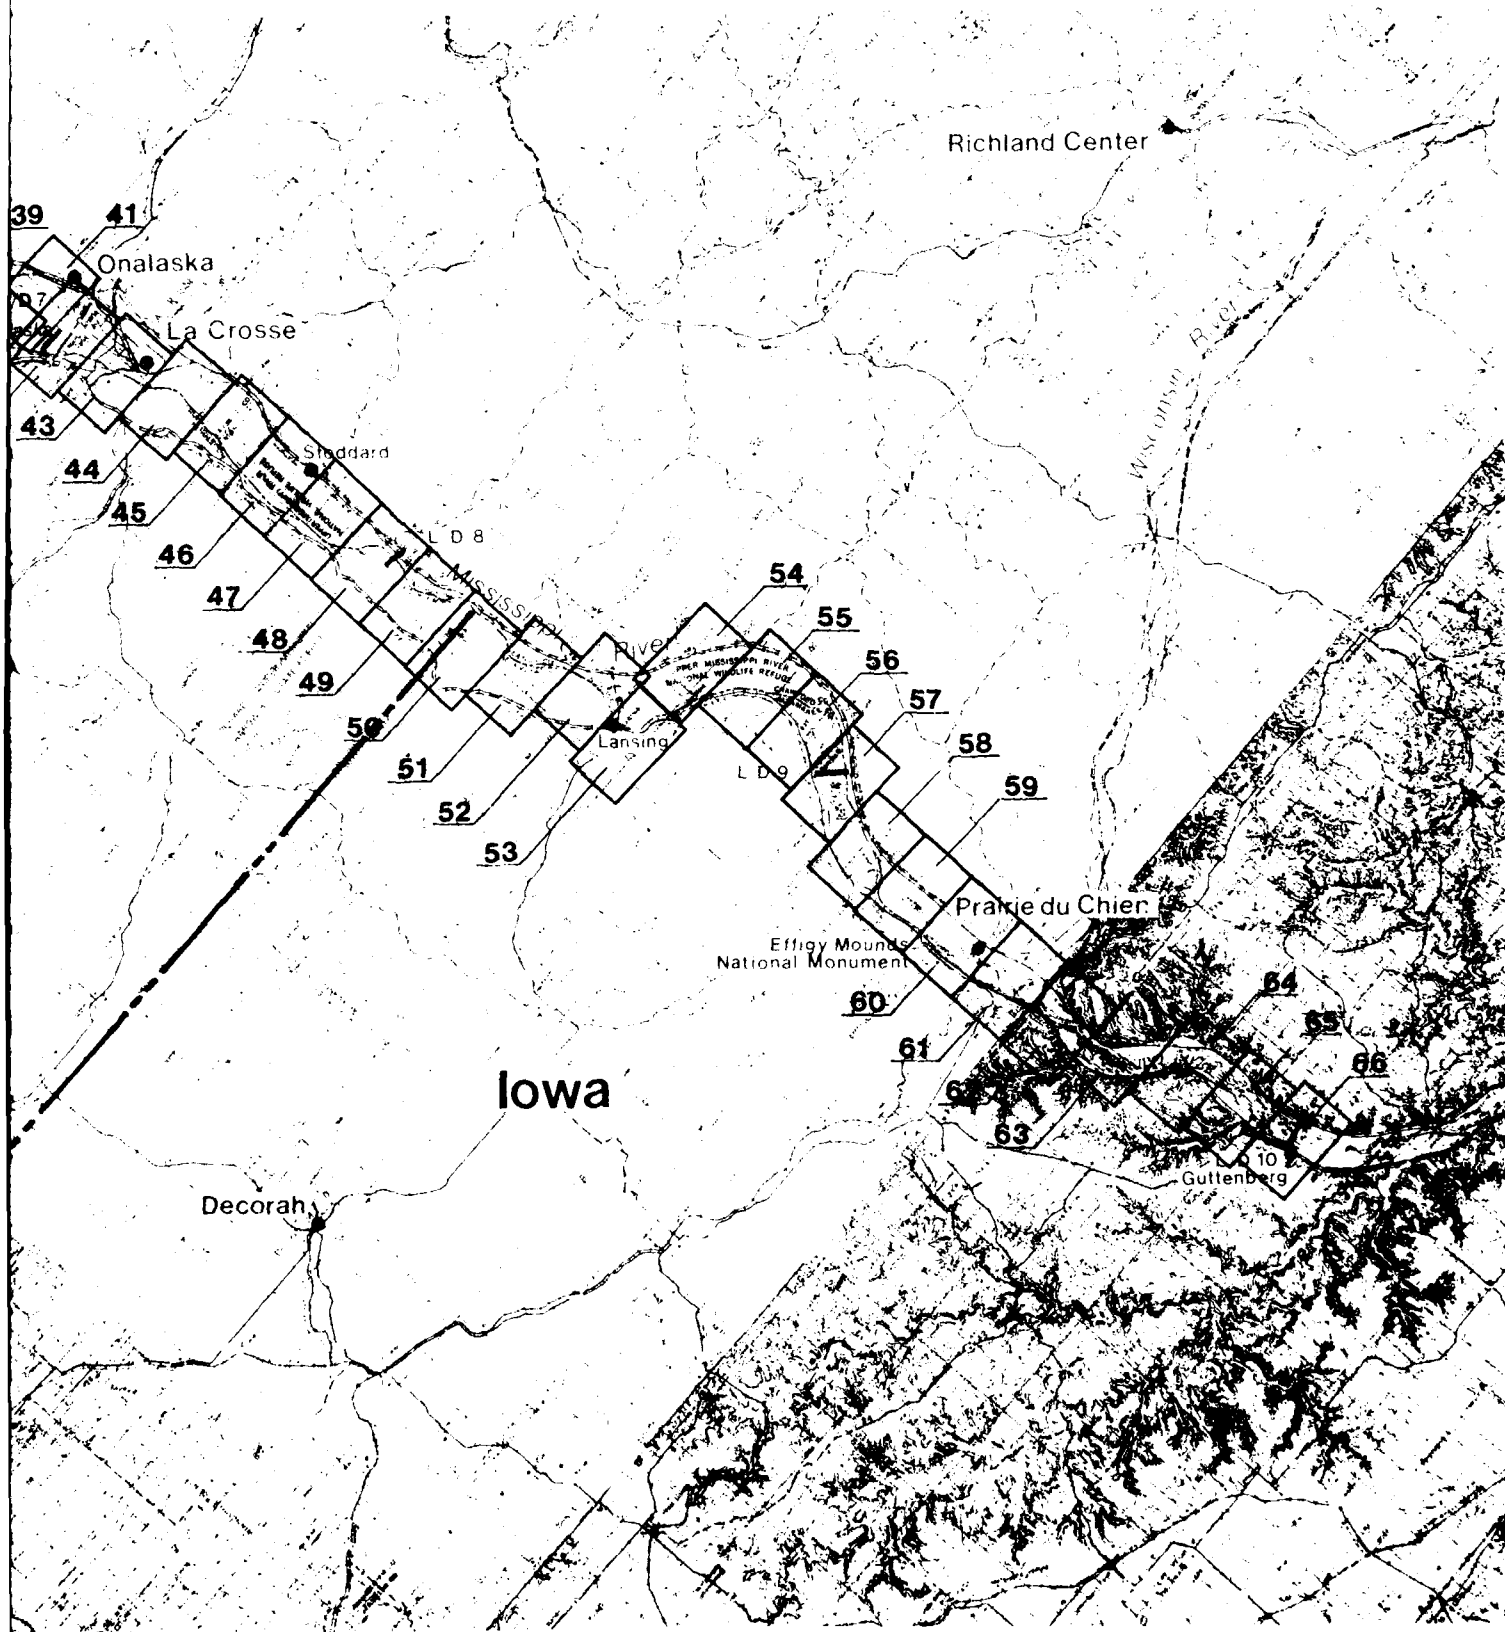 Richland Center
39
41
Onalaska
D 7
La Crosse
Wisconsin River
43
Stoddard
44
45
L D 8
46
Mississippi River
47
54
48
55
UPPER MISSISSIPPI RIVER
NATIONAL WILDLIFE REFUGE
56
49
57
50
Lansing
58
51
L D 9
59
52
53
Prairie du Chien
Effigy Mounds
National Monument
60
64
61
65
66
Iowa
63
D 10
Guttenberg
Decorah